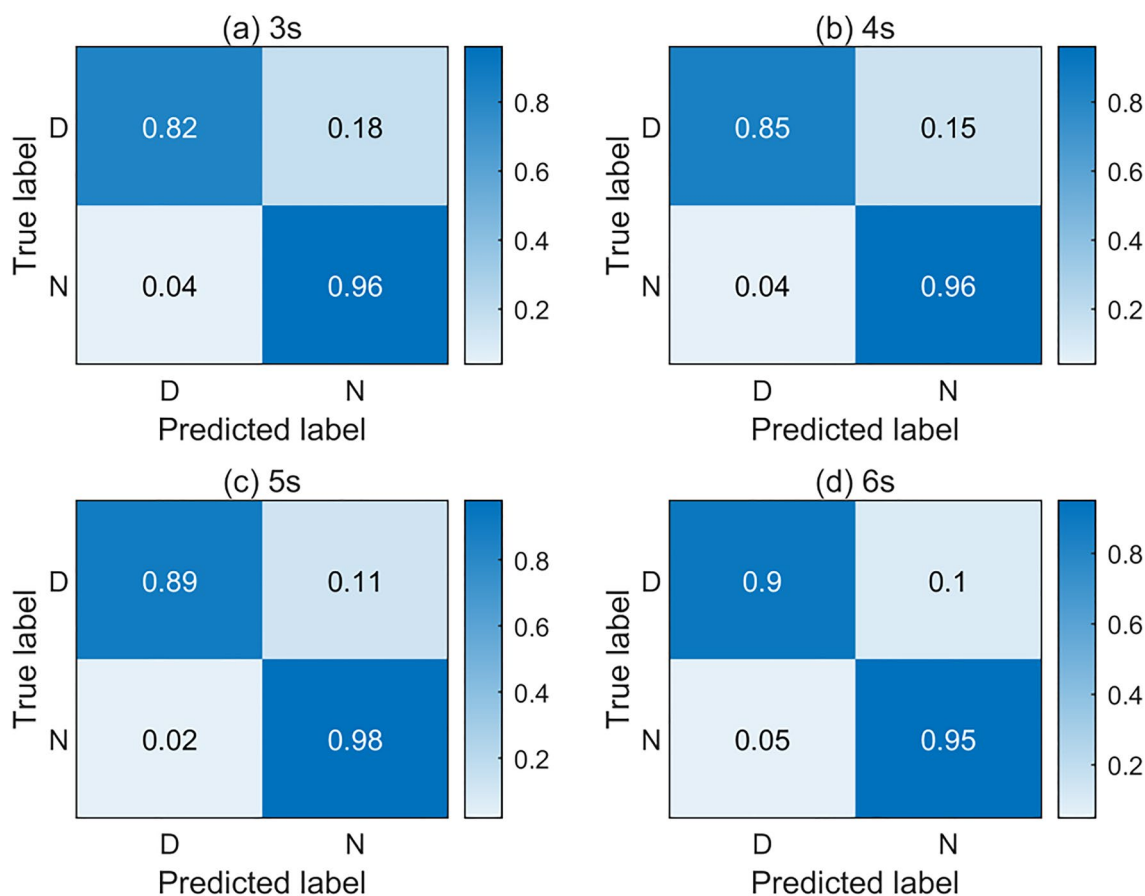 (a) 3s
True label
D
0.82 0.18
N
0.04 0.96
D N
Predicted label
0.8
0.6
0.4
0.2
(b) 4s
True label
D
0.85 0.15
N
0.04 0.96
D N
Predicted label
0.8
0.6
0.4
0.2
(c) 5s
True label
D
0.89 0.11
N
0.02 0.98
D N
Predicted label
0.8
0.6
0.4
0.2
(d) 6s
True label
D
0.9 0.1
N
0.05 0.95
D N
Predicted label
0.8
0.6
0.4
0.2